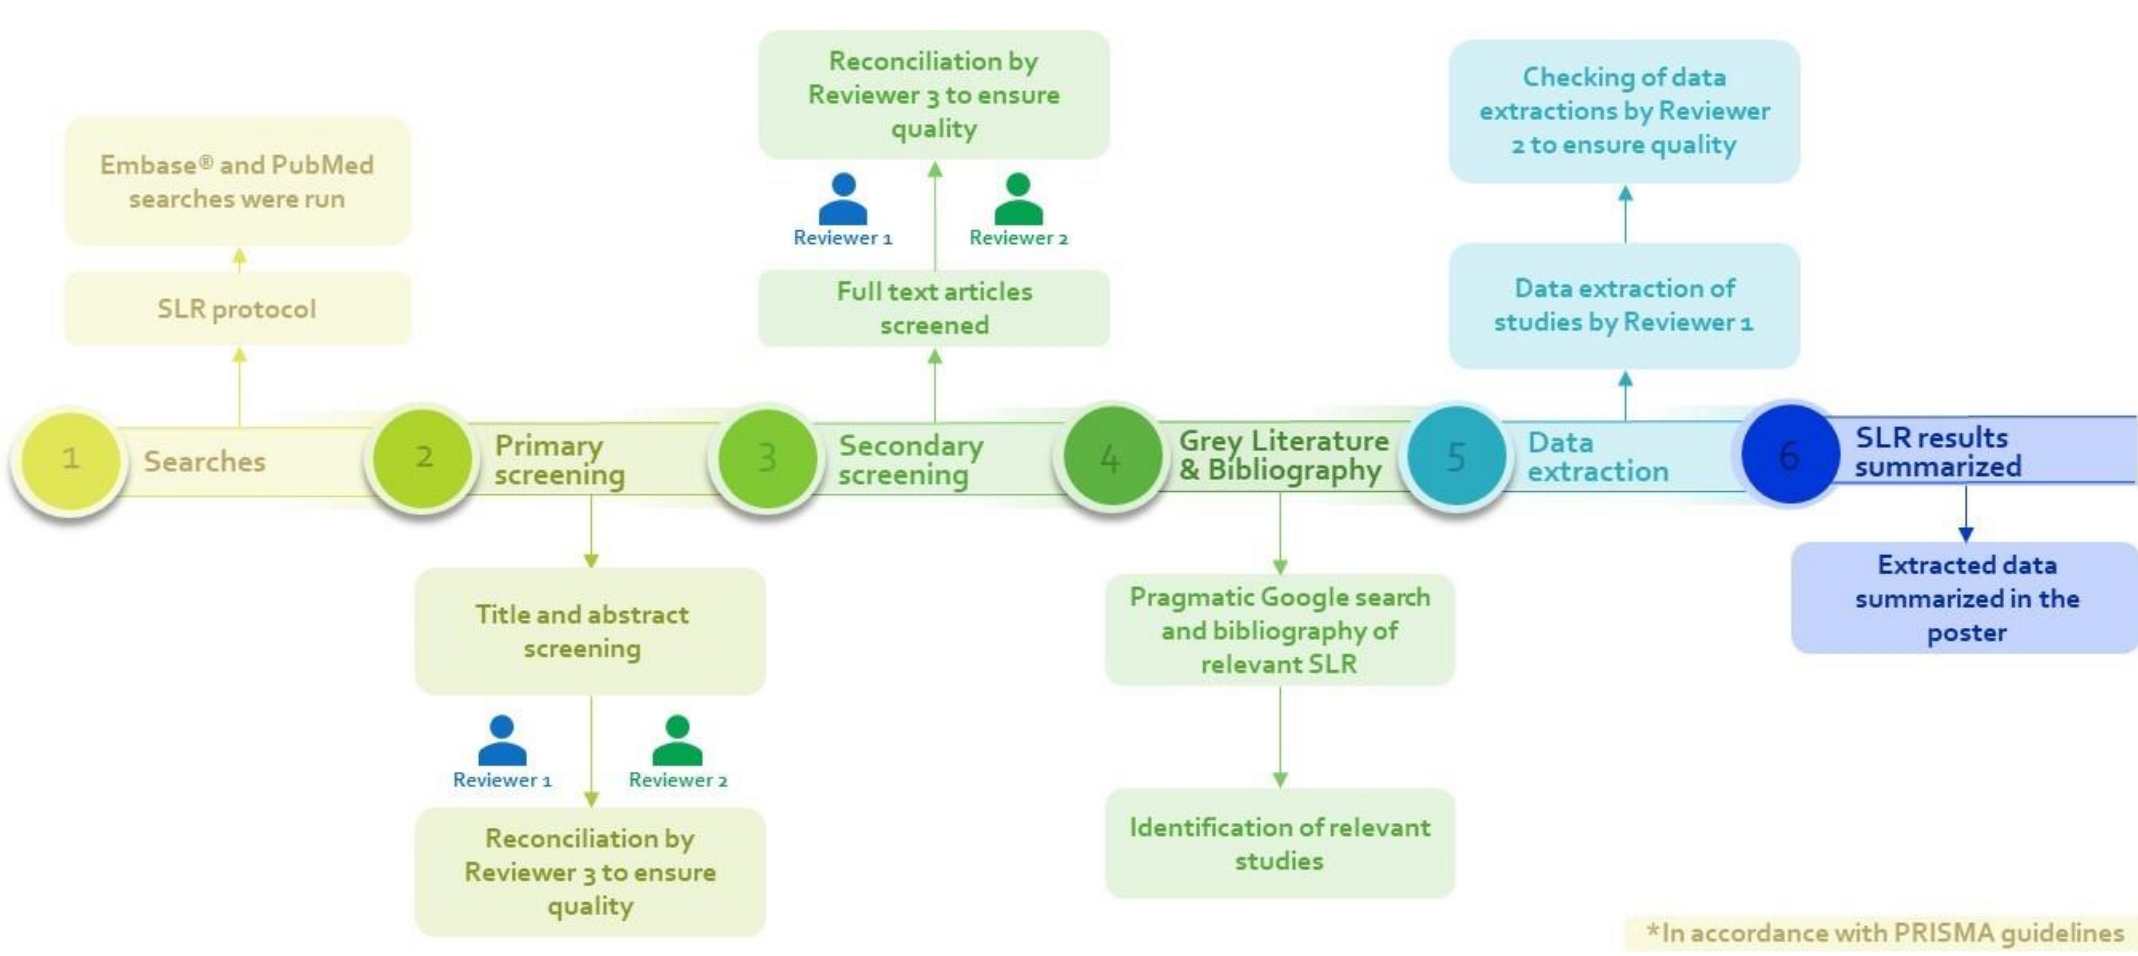 Reconciliation by
Reviewer 3 to ensure
quality
Checking of data
extractions by Reviewer
2 to ensure quality
Embase® and PubMed
searches were run
Reviewer 1
Reviewer 2
SLR protocol
Full text articles
screened
Data extraction of
studies by Reviewer 1
1
Searches
2
Primary
screening
3
Secondary
screening
4
Grey Literature
& Bibliography
5
Data
extraction
6
SLR results
summarized
Title and abstract
screening
Reviewer 1
Reviewer 2
Reconciliation by
Reviewer 3 to ensure
quality
Pragmatic Google search
and bibliography of
relevant SLR
Identification of relevant
studies
Extracted data
summarized in the
poster
*In accordance with PRISMA guidelines